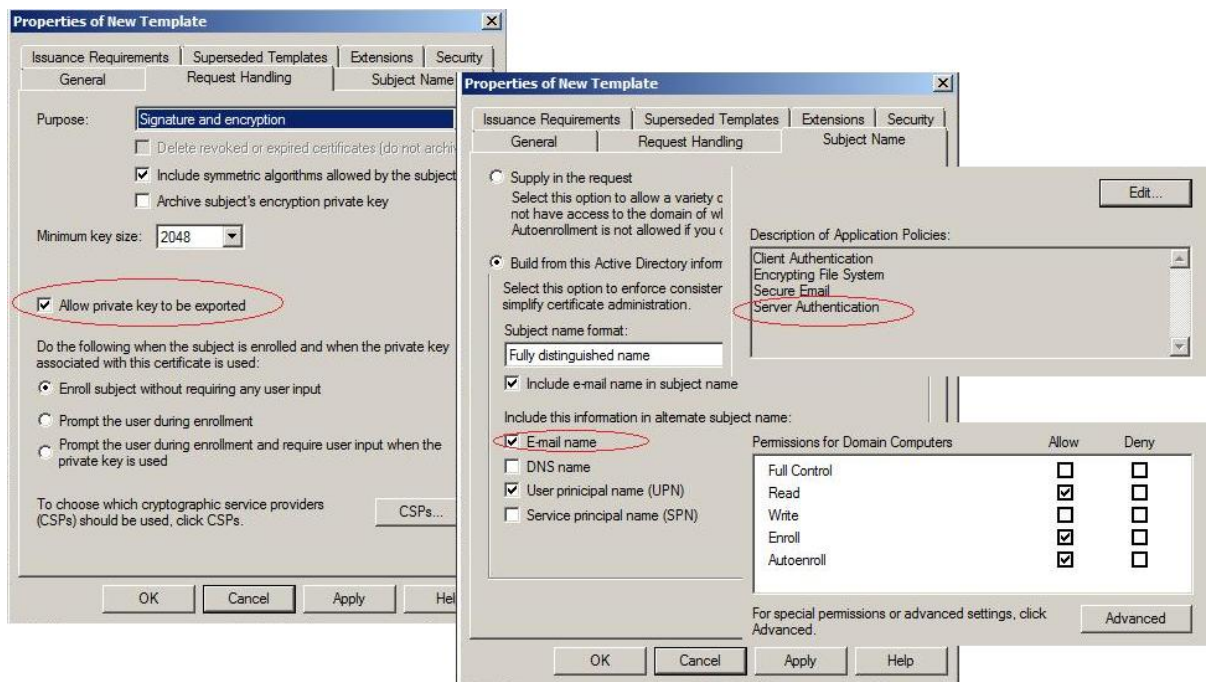 Properties of New Template
Issuance Requirements Superseded Templates Extensions Security
General Request Handling Subject Name
Purpose: Signature and encryption
Delete revoked or expired certificates (do not
Include symmetric algorithms allowed by the subject
Archive subject's encryption private key
Minimum key size: 2048
Allow private key to be exported
Do the following when the subject is enrolled and when the private key
associated with this certificate is used:
Enroll subject without requiring any user input
Prompt the user during enrollment
Prompt the user during enrollment and require user input when the
private key is used
To choose which cryptographic service providers
(CSPs) should be used, click CSPs.
CSPs...
OK Cancel Apply
Properties of New Template
Issuance Requirements Superseded Templates Extensions Security
General Request Handling Subject Name
Supply in the request
Select this option to allow a variety
not have access to the domain of
Autoenrollment is not allowed if you
Build from this Active Directory
Select this option to enforce
simplify certificate administration.
Subject name format:
Fully distinguished name
Include e-mail name in subject name
Include this information in alternate subject name:
E-mail name
DNS name
User prinicipal name (UPN)
Service principal name (SPN)
OK Cancel Apply Help
Edit...
Description of Application Policies:
Client Authentication
Encrypting File System
Secure Email
Server Authentication
Permissions for Domain Computers Allow Deny
Full Control
Read
Write
Enroll
Autoenroll
For special permissions or advanced settings, click
Advanced.
Advanced